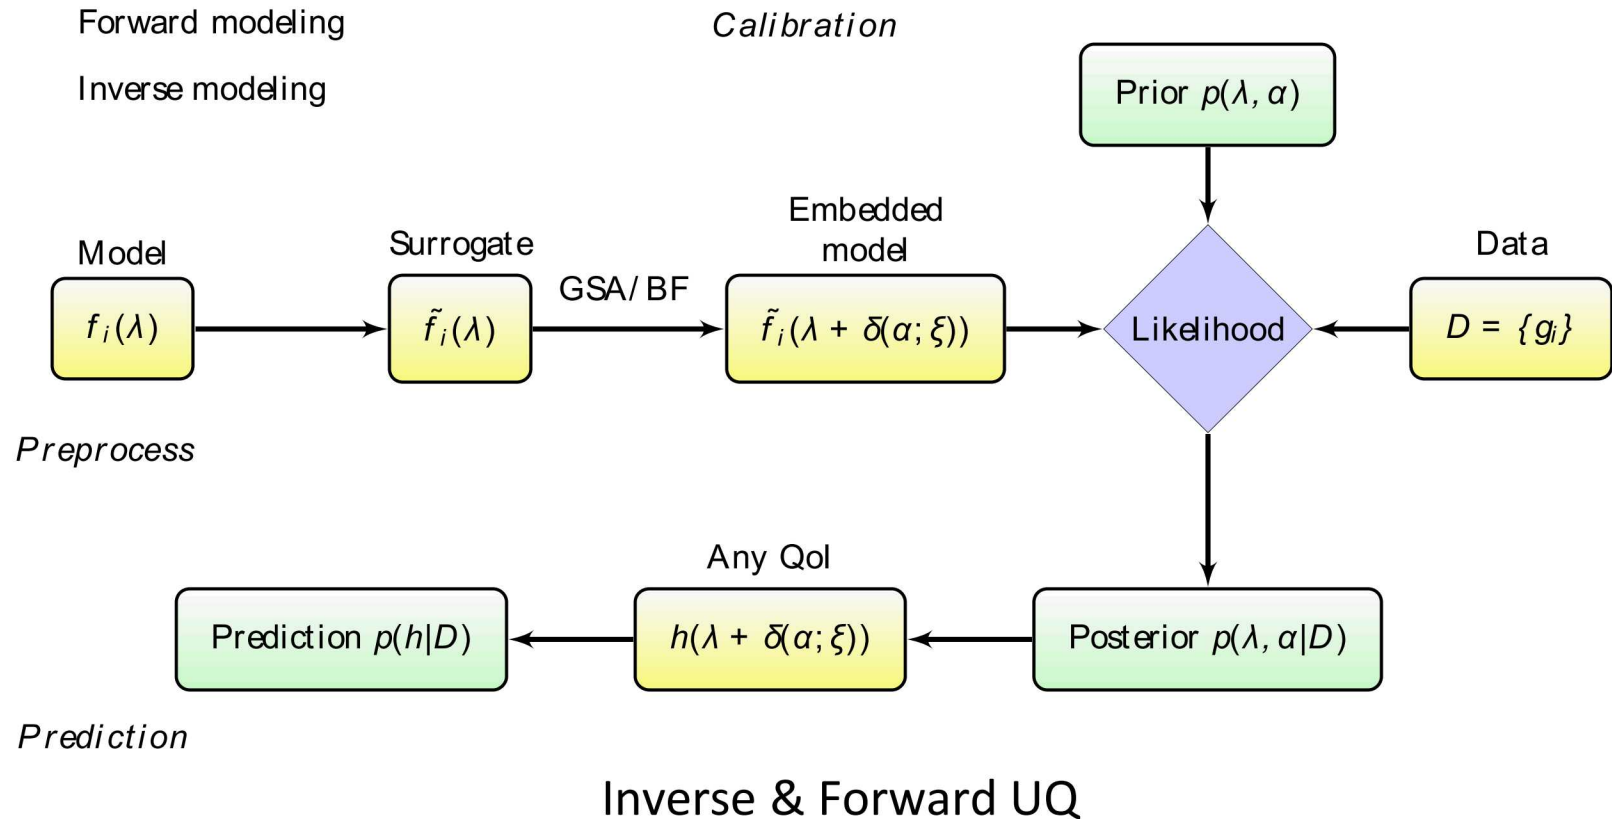 Forward modeling
Calibration
Inverse modeling
Prior p(λ, α)
Embedded
model
Model
Surrogate
GSA/ BF
Data
f_i(λ)
f̃_i(λ)
f̃_i(λ + δ(α; ξ))
Likelihood
D = {g_i}
Preprocess
Any QoI
Prediction p(h|D)
h(λ + δ(α; ξ))
Posterior p(λ, α|D)
Prediction
Inverse & Forward UQ